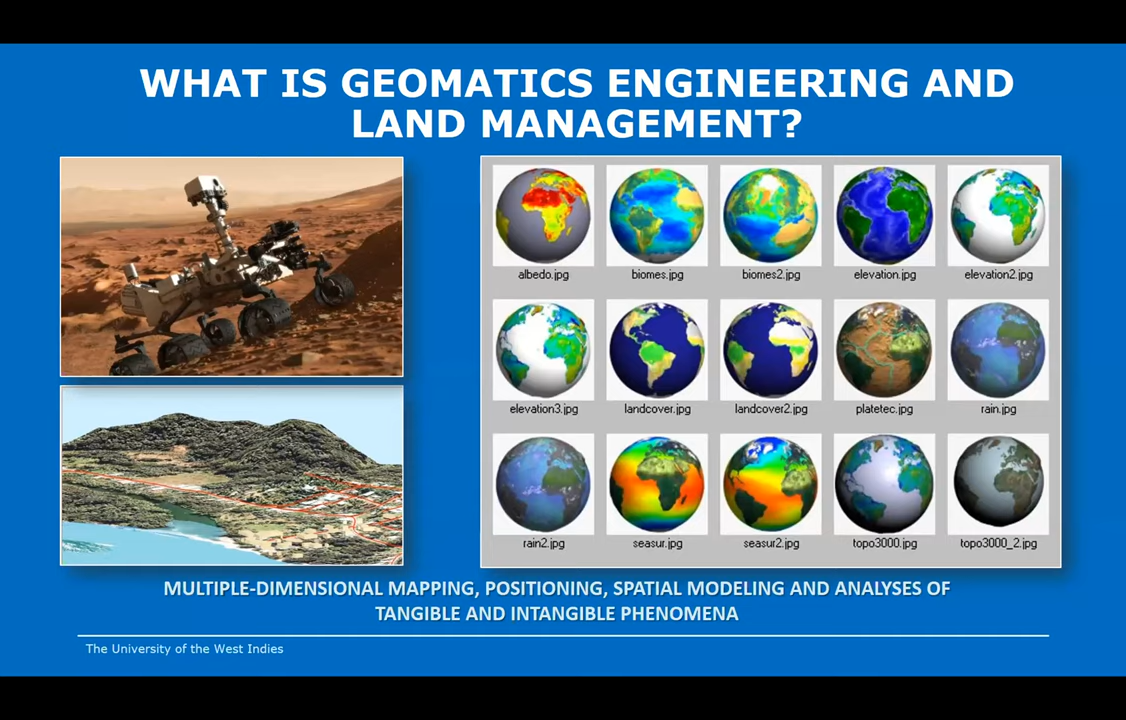 WHAT IS GEOMATICS ENGINEERING AND
LAND MANAGEMENT?
albedo.jpg
biomes.jpg
biomes2.jpg
elevation.jpg
elevation2.jpg
elevation3.jpg
landcover.jpg
landcover2.jpg
platetec.jpg
rain.jpg
rain2.jpg
seasur.jpg
seasur2.jpg
topo3000.jpg
topo3000_2.jpg
MULTIPLE-DIMENSIONAL MAPPING, POSITIONING, SPATIAL MODELING AND ANALYSES OF
TANGIBLE AND INTANGIBLE PHENOMENA
The University of the West Indies